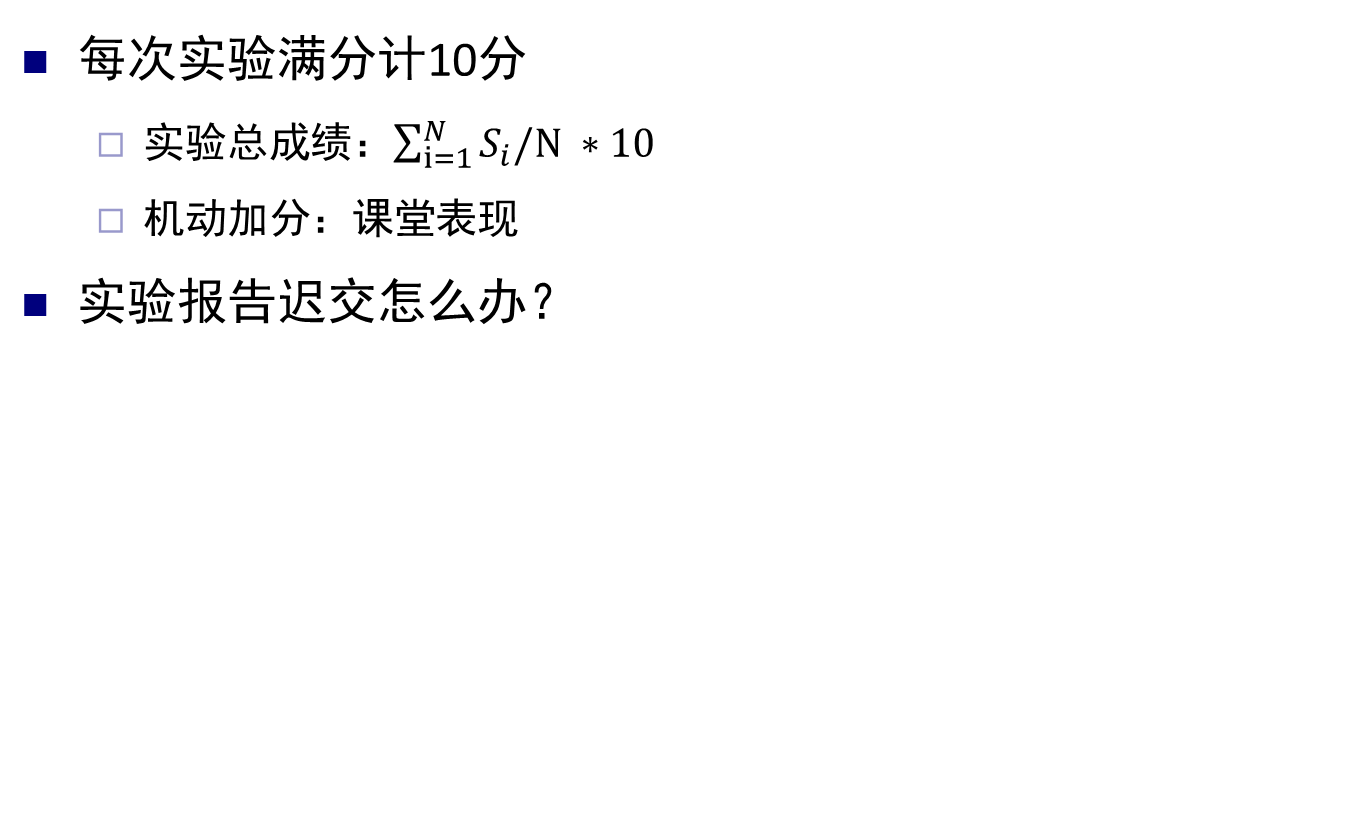 ■ 每次实验满分计10分
□ 实验总成绩：$\sum_{i=1}^{N} S_i/N * 10$
□ 机动加分：课堂表现
■ 实验报告迟交怎么办？